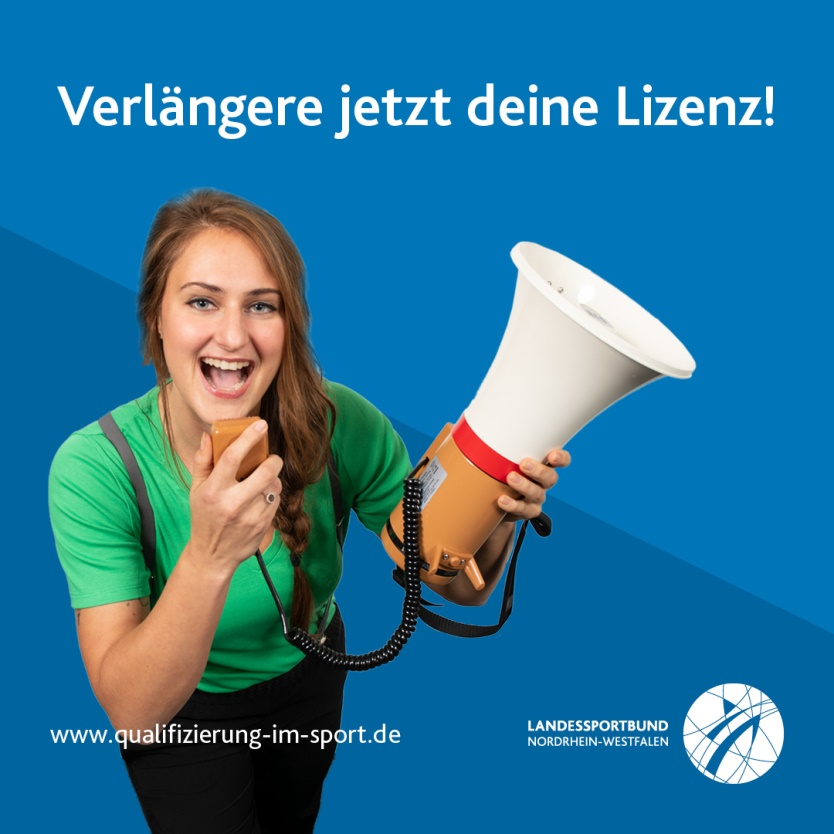 Verlängere jetzt deine Lizenz!
www.qualifizierung-im-sport.de
LANDESSPORTBUND
NORDRHEIN-WESTFALEN